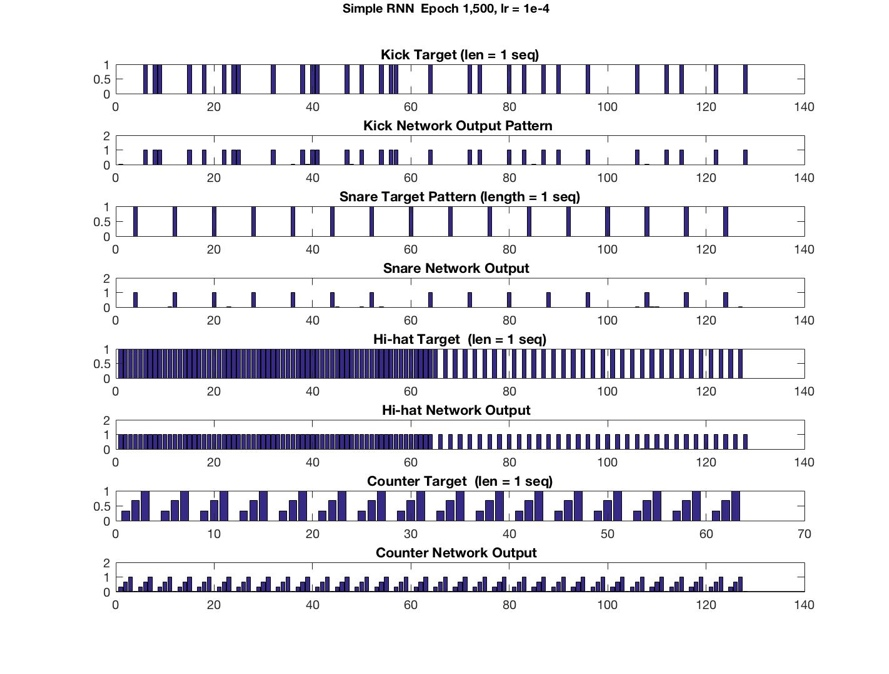 Simple RNN Epoch 1,500, lr = 1e-4
Kick Target (len = 1 seq)
1
0.5
0
0 20 40 60 80 100 120 140
Kick Network Output Pattern
2
1
0
0 20 40 60 80 100 120 140
Snare Target Pattern (length = 1 seq)
1
0.5
0
0 20 40 60 80 100 120 140
Snare Network Output
2
1
0
0 20 40 60 80 100 120 140
Hi-hat Target (len = 1 seq)
1
0.5
0
0 20 40 60 80 100 120 140
Hi-hat Network Output
2
1
0
0 20 40 60 80 100 120 140
Counter Target (len = 1 seq)
1
0.5
0
0 10 20 30 40 50 60 70
Counter Network Output
2
1
0
0 20 40 60 80 100 120 140